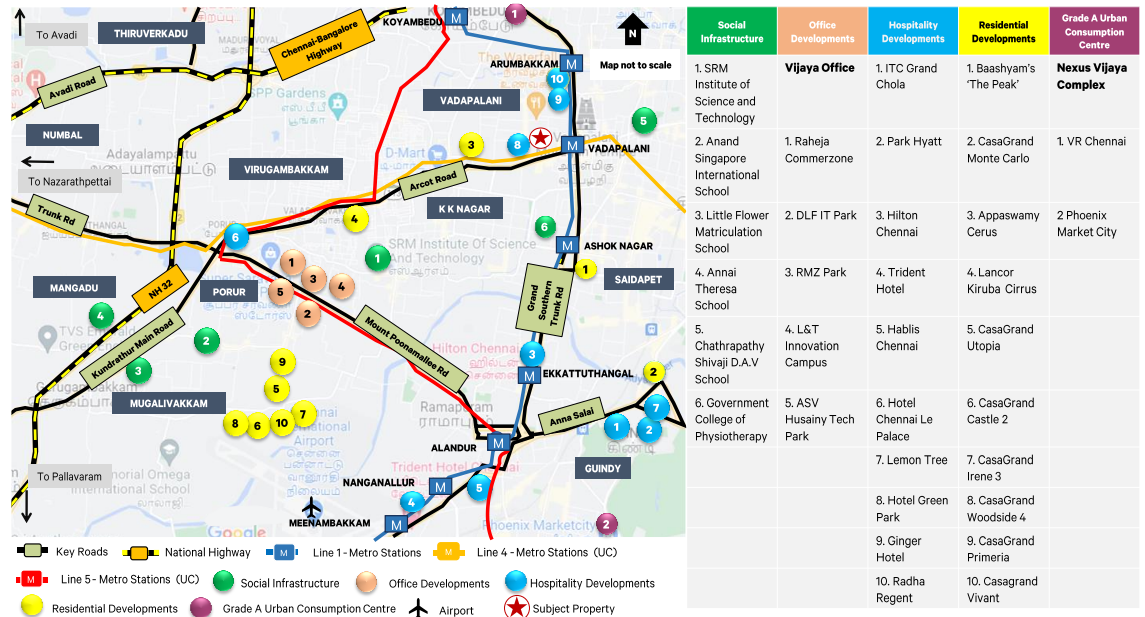 KOYAMBEDU
THIRUVERKADU
To Avadi
Chennai-Bangalore
Highway
N
Map not to scale
ARUMBAKKAM
Avadi Road
SPP Gardens
VADAPALANI
NUMBAL
D-Mart
VADAPALANI
To Nazarathpettai
VIRUGAMBAKKAM
Arcot Road
Trunk Rd
K K NAGAR
SRM Institute Of Science
And Technology
ASHOK NAGAR
SAIDAPET
MANGADU
NH 32
PORUR
Grand
Southern
Trunk Rd
Mount Poonamallee Rd
Kundrathur Main Road
Hilton Chennai
EKKATTUTHANGAL
MUGALIVAKKAM
Ramapuram
Anna Salai
ALANDUR
GUINDY
To Pallavaram
Trident Hotel
NANGANALLUR
MEENAMBAKKAM
Phoenix Marketcity
Google
Key Roads
National Highway
M Line 1 - Metro Stations
M Line 4 - Metro Stations (UC)
M Line 5 - Metro Stations (UC)
Social Infrastructure
Office Developments
Hospitality Developments
Residential Developments
Grade A Urban Consumption Centre
Airport
Subject Property
Social Infrastructure
Office Developments
Hospitality Developments
Residential Developments
Grade A Urban Consumption Centre
1. SRM Institute of Science and Technology
Vijaya Office
1. ITC Grand Chola
1. Baashyam's 'The Peak'
Nexus Vijaya Complex
2. Anand Singapore International School
1. Raheja Commerzone
2. Park Hyatt
2. CasaGrand Monte Carlo
1. VR Chennai
3. Little Flower Matriculation School
2. DLF IT Park
3. Hilton Chennai
3. Appaswamy Cerus
2 Phoenix Market City
4. Annai Theresa School
3. RMZ Park
4. Trident Hotel
4. Lancor Kiruba Cirrus
5. Chathrapathy Shivaji D.A.V School
4. L&T Innovation Campus
5. Hablis Chennai
5. CasaGrand Utopia
6. Government College of Physiotherapy
5. ASV Husainy Tech Park
6. Hotel Chennai Le Palace
6. CasaGrand Castle 2
7. Lemon Tree
7. CasaGrand Irene 3
8. Hotel Green Park
8. CasaGrand Woodside 4
9. Ginger Hotel
9. CasaGrand Primeria
10. Radha Regent
10. Casagrand Vivant